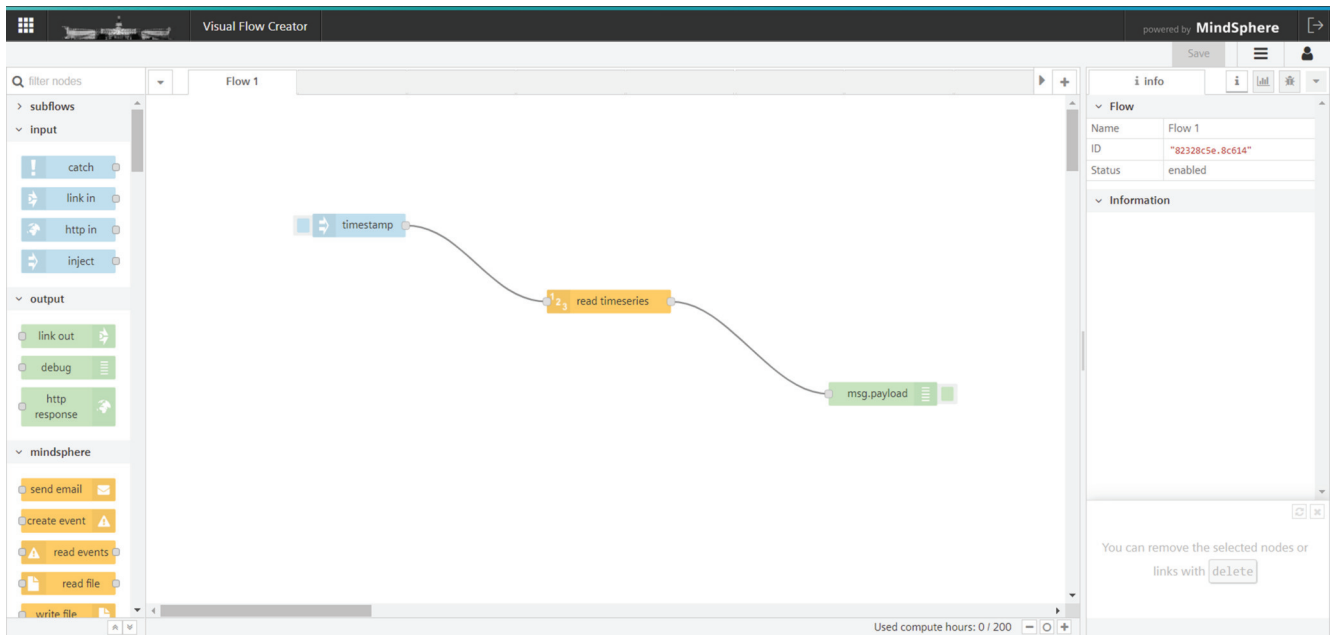 Visual Flow Creator
powered by MindSphere
Save
filter nodes
Flow 1
i info
i
subflows
input
catch
link in
http in
inject
output
link out
debug
http
response
mindsphere
send email
create event
read events
read file
write file
timestamp
1 2 3 read timeseries
msg.payload
Flow
Name Flow 1
ID "82328c5e.8c614"
Status enabled
Information
You can remove the selected nodes or
links with delete
Used compute hours: 0 / 200